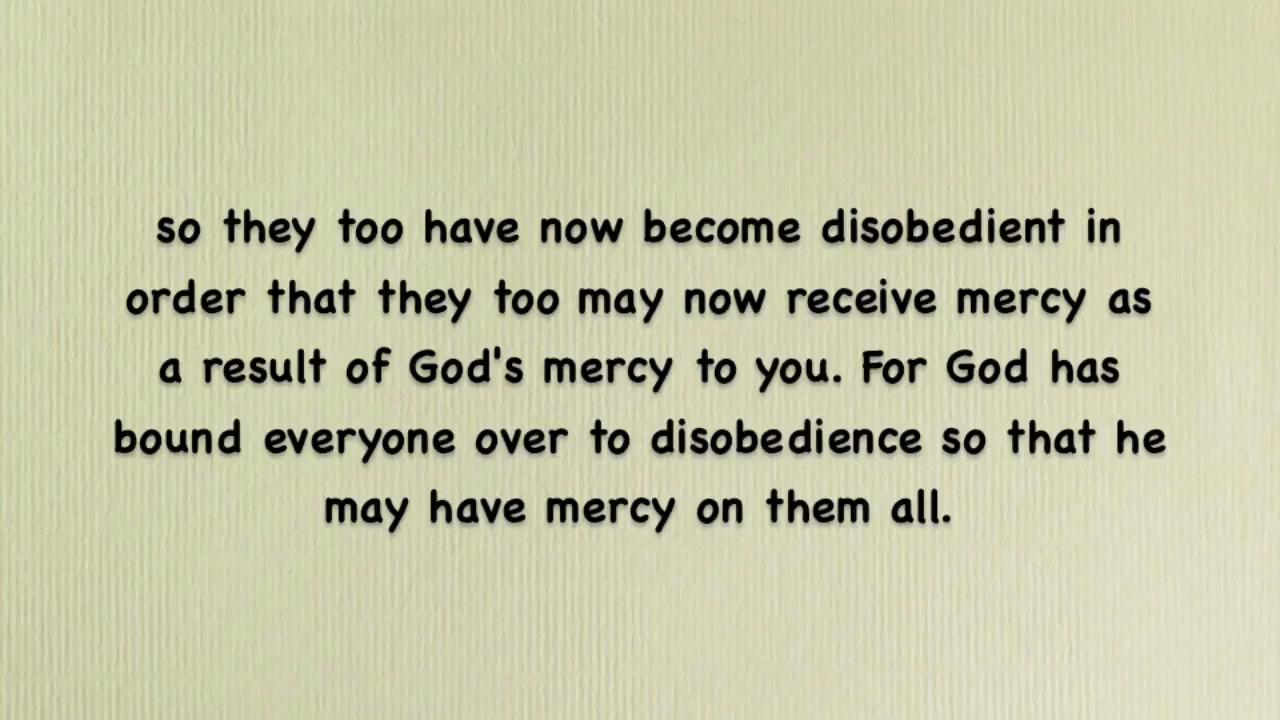 so they too have now become disobedient in
order that they too may now receive mercy as
a result of God's mercy to you. For God has
bound everyone over to disobedience so that he
may have mercy on them all.